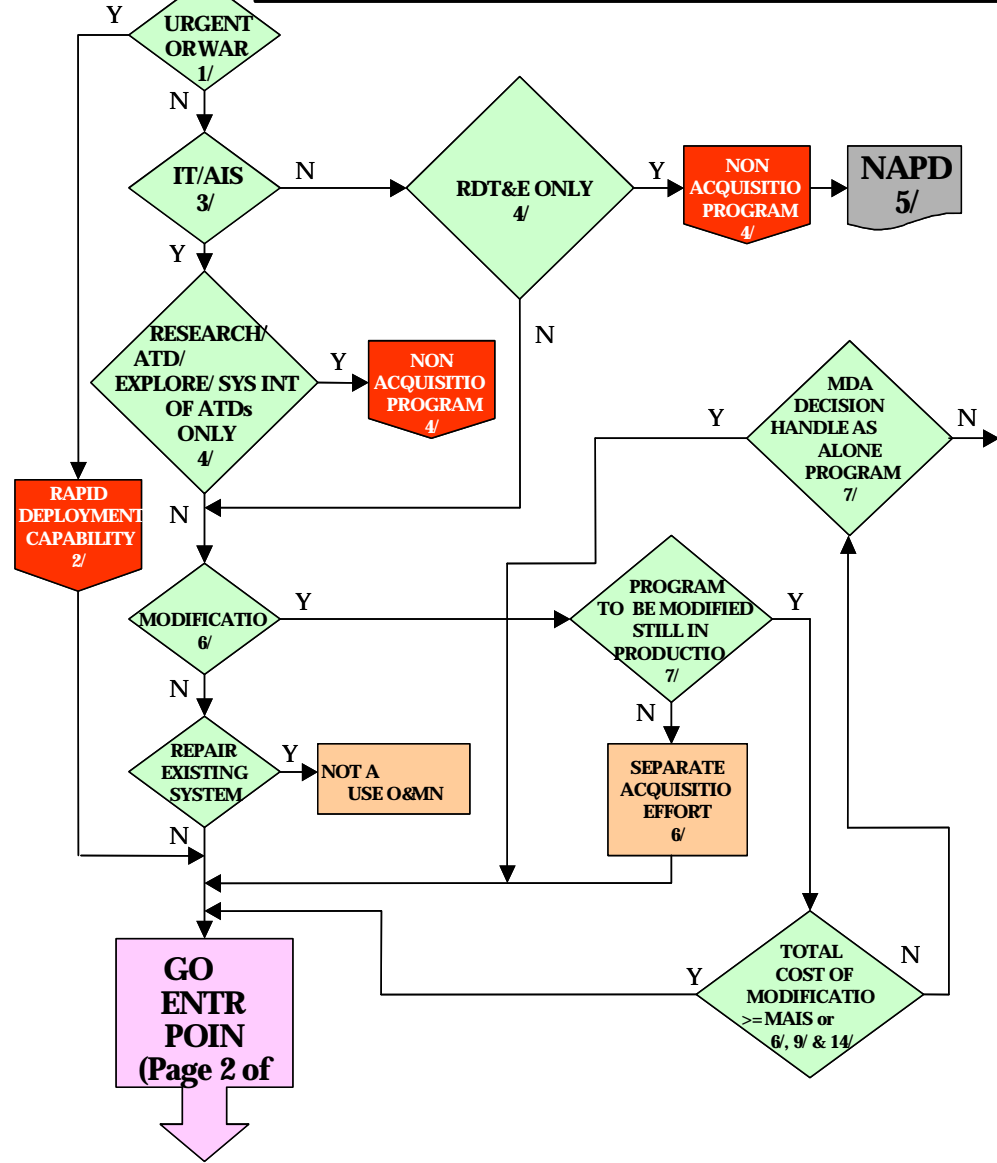 Y
URGENT
OR WAR
1/
N
IT/AIS
3/
N
RDT&E ONLY
4/
Y
NON
ACQUISITIO
PROGRAM
4/
NAPD
5/
Y
N
RESEARCH/
ATD/
EXPLORE/ SYS INT
OF ATDs
ONLY
4/
Y
NON
ACQUISITIO
PROGRAM
4/
MDA
DECISION
HANDLE AS
ALONE
PROGRAM
7/
Y
N
RAPID
DEPLOYMENT
CAPABILITY
2/
N
MODIFICATIO
6/
Y
PROGRAM
TO BE MODIFIED
STILL IN
PRODUCTIO
7/
Y
N
N
REPAIR
EXISTING
SYSTEM
Y
NOT A
USE O&MN
SEPARATE
ACQUISITIO
EFFORT
6/
N
GO
ENTR
POIN
(Page 2 of
Y
TOTAL
COST OF
MODIFICATIO
>= MAIS or
6/, 9/ & 14/
N